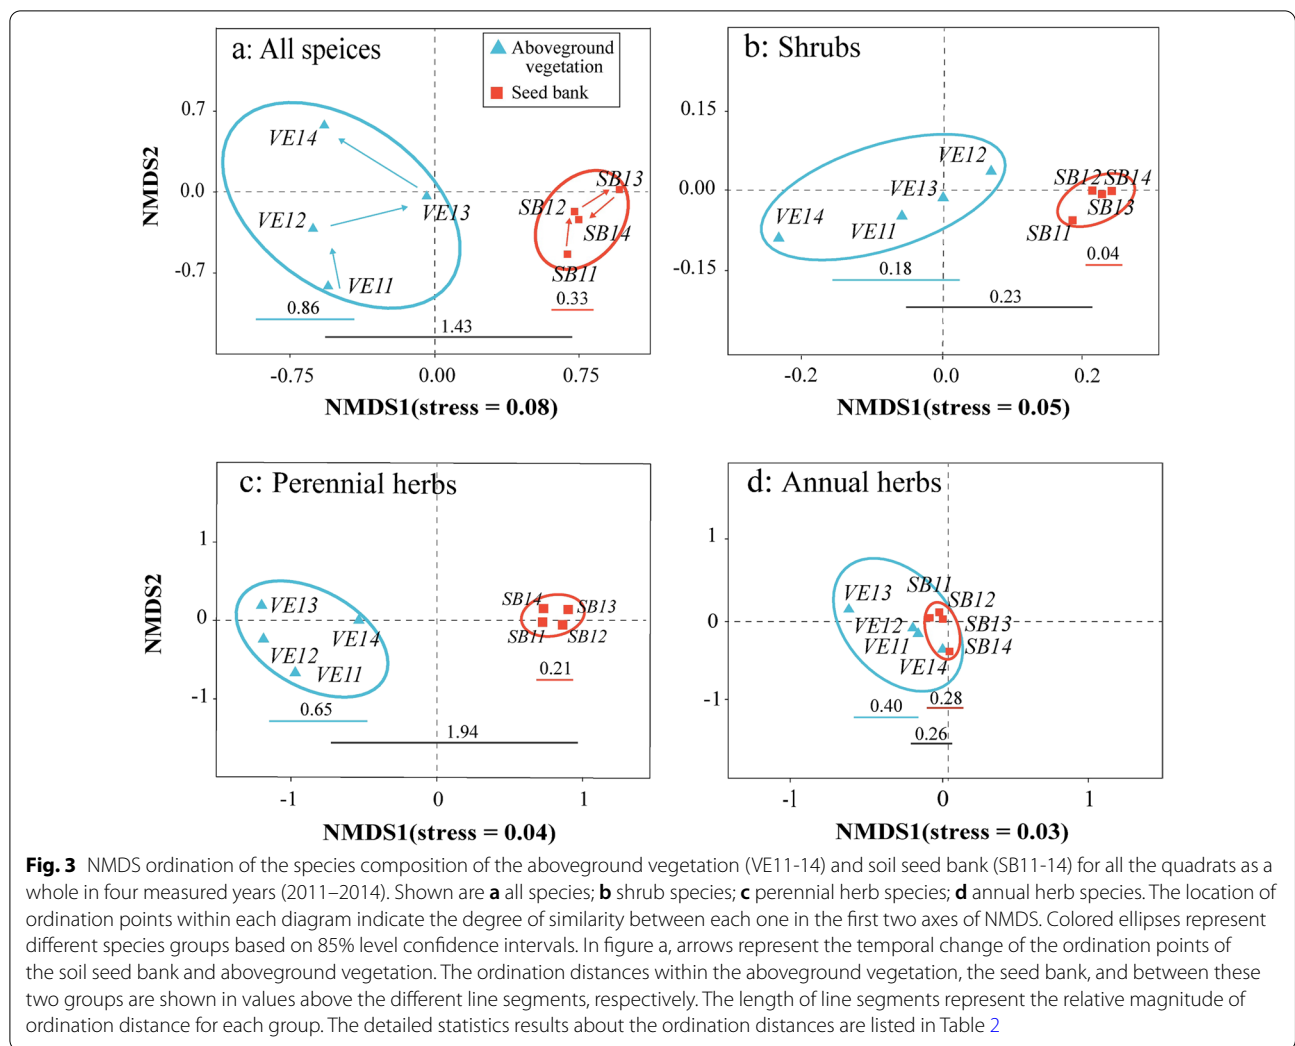 a: All speices
Aboveground
vegetation
Seed bank
NMDS2
0.7
0.0
-0.7
VE14
VE12
VE13
VE11
SB13
SB12
SB14
SB11
0.86
0.33
1.43
-0.75
0.00
0.75
NMDS1(stress = 0.08)
b: Shrubs
0.15
0.00
-0.15
VE12
VE13
VE14
VE11
SB12
SB14
SB13
SB11
0.18
0.04
0.23
-0.2
0.0
0.2
NMDS1(stress = 0.05)
c: Perennial herbs
NMDS2
1
0
-1
VE13
VE14
VE12
VE11
SB14
SB13
SB11
SB12
0.21
0.65
1.94
-1
0
1
NMDS1(stress = 0.04)
d: Annual herbs
1
0
-1
VE13
VE12
VE11
VE14
SB11
SB12
SB13
SB14
0.40
0.28
0.26
-1
0
1
NMDS1(stress = 0.03)
Fig. 3 NMDS ordination of the species composition of the aboveground vegetation (VE11-14) and soil seed bank (SB11-14) for all the quadrats as a
whole in four measured years (2011–2014). Shown are a all species; b shrub species; c perennial herb species; d annual herb species. The location of
ordination points within each diagram indicate the degree of similarity between each one in the first two axes of NMDS. Colored ellipses represent
different species groups based on 85% level confidence intervals. In figure a, arrows represent the temporal change of the ordination points of
the soil seed bank and aboveground vegetation. The ordination distances within the aboveground vegetation, the seed bank, and between these
two groups are shown in values above the different line segments, respectively. The length of line segments represent the relative magnitude of
ordination distance for each group. The detailed statistics results about the ordination distances are listed in Table 2